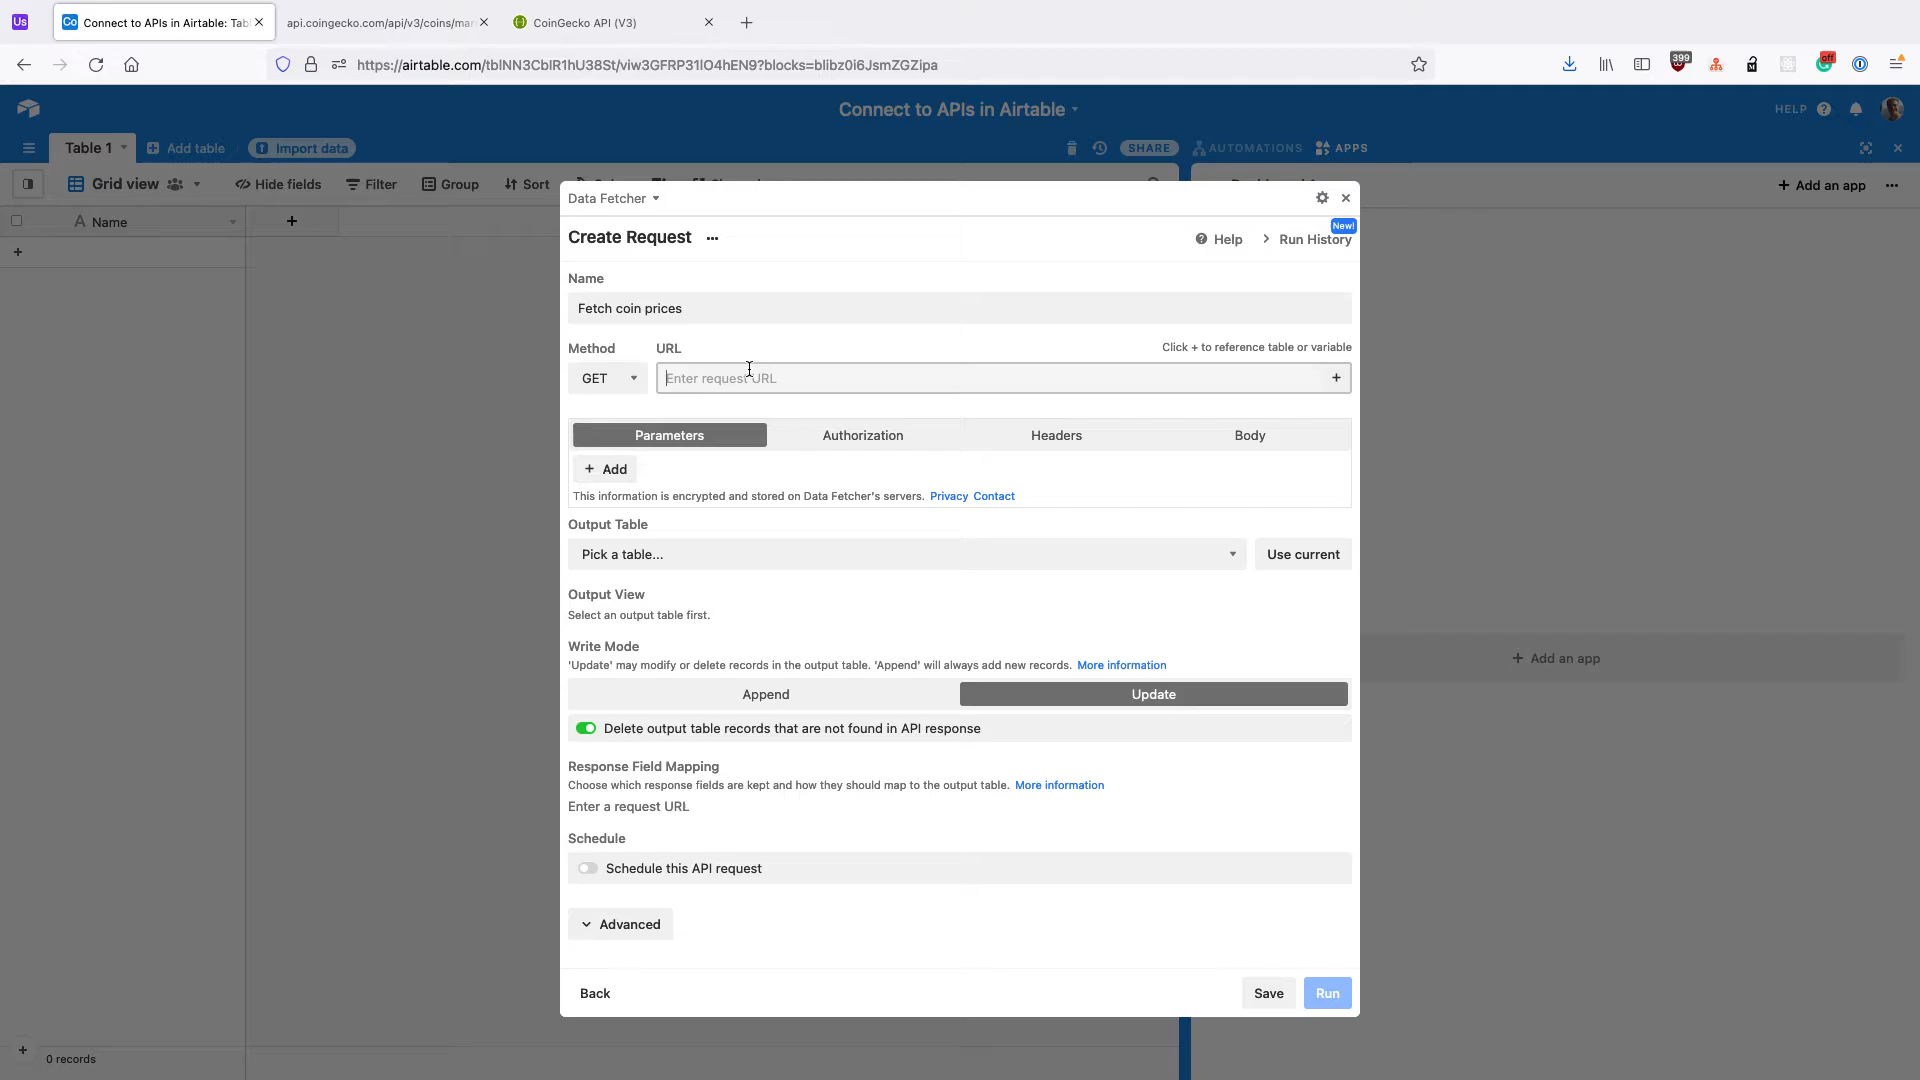 Us
Co Connect to APIs in Airtable: Tab
api.coingecko.com/api/v3/coins/mar
CoinGecko API (V3)
https://airtable.com/tblNN3CblR1hU38St/viw3GFRP31IO4hEN9?blocks=blibz0i6JsmZGZipa
399
off
Connect to APIs in Airtable
HELP
Table 1
Add table
Import data
SHARE
AUTOMATIONS
APPS
Grid view
Hide fields
Filter
Group
Sort
Add an app
Name
Data Fetcher
Create Request
Help
Run History
New!
Name
Fetch coin prices
Method
URL
Click + to reference table or variable
GET
Enter request URL
Parameters
Authorization
Headers
Body
+ Add
This information is encrypted and stored on Data Fetcher's servers. Privacy Contact
Output Table
Pick a table...
Use current
Output View
Select an output table first.
Write Mode
'Update' may modify or delete records in the output table. 'Append' will always add new records. More information
Append
Update
Delete output table records that are not found in API response
Response Field Mapping
Choose which response fields are kept and how they should map to the output table. More information
Enter a request URL
Schedule
Schedule this API request
Advanced
Back
Save
Run
+ Add an app
0 records